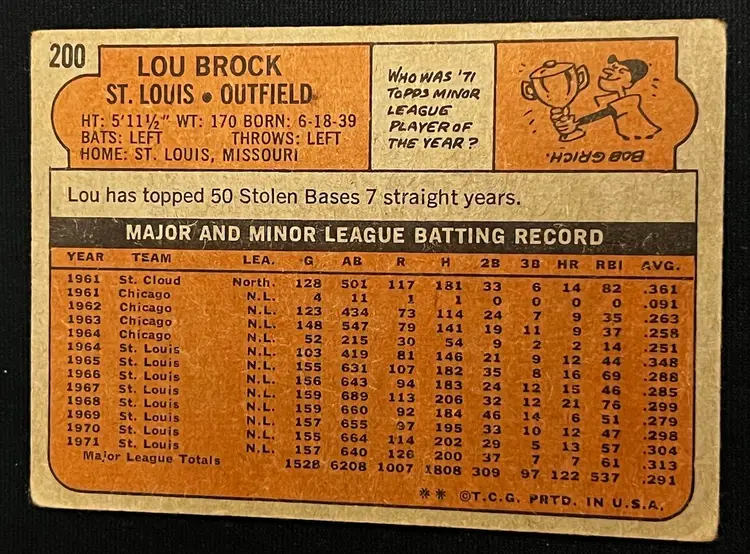 200
LOU BROCK
ST. LOUIS • OUTFIELD
HT: 5'11½" WT: 170 BORN: 6-18-39
BATS: LEFT THROWS: LEFT
HOME: ST. LOUIS, MISSOURI
WHO WAS '71
TOPPS MINOR
LEAGUE
PLAYER OF
THE YEAR?
BOB GRICH.
Lou has topped 50 Stolen Bases 7 straight years.
MAJOR AND MINOR LEAGUE BATTING RECORD
YEAR TEAM LEA. G AB R H 2B 3B HR RBI AVG.
1961 St. Cloud North. 128 501 117 181 33 6 14 82 .361
1961 Chicago N.L. 4 11 1 1 0 0 0 0 .091
1962 Chicago N.L. 123 434 73 114 24 7 9 35 .263
1963 Chicago N.L. 148 547 79 141 19 11 9 37 .258
1964 Chicago N.L. 52 215 30 54 9 2 2 14 .251
1964 St. Louis N.L. 103 419 81 146 21 9 12 44 .348
1965 St. Louis N.L. 155 631 107 182 35 8 16 69 .288
1966 St. Louis N.L. 156 643 94 183 24 12 15 46 .285
1967 St. Louis N.L. 159 689 113 206 32 12 21 76 .299
1968 St. Louis N.L. 159 660 92 184 46 14 6 51 .279
1969 St. Louis N.L. 157 655 97 195 33 10 12 47 .298
1970 St. Louis N.L. 155 664 114 202 29 5 13 57 .304
1971 St. Louis N.L. 157 640 126 200 37 7 7 61 .313
Major League Totals 1528 6208 1007 1808 309 97 122 537 .291
** ©T.C.G. PRTD. IN U.S.A.